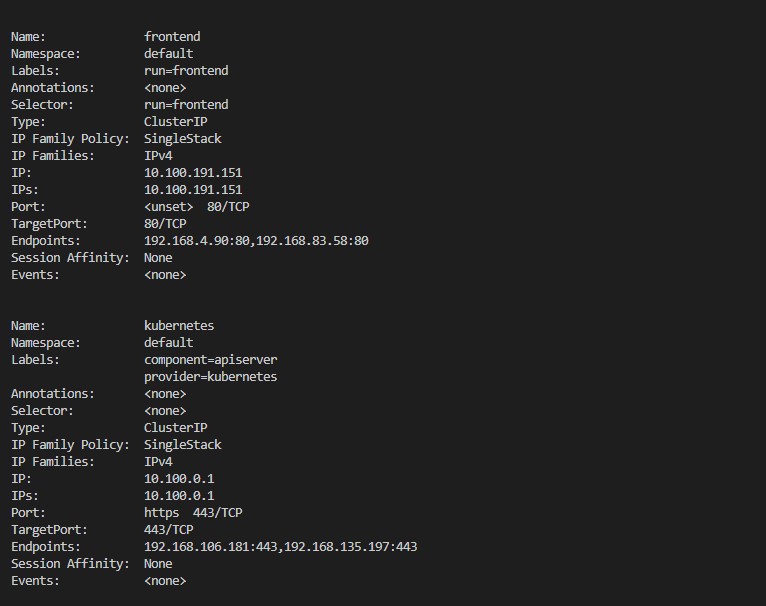 Name: frontend
Namespace: default
Labels: run=frontend
Annotations: <none>
Selector: run=frontend
Type: ClusterIP
IP Family Policy: SingleStack
IP Families: IPv4
IP: 10.100.191.151
IPs: 10.100.191.151
Port: <unset> 80/TCP
TargetPort: 80/TCP
Endpoints: 192.168.4.90:80,192.168.83.58:80
Session Affinity: None
Events: <none>
Name: kubernetes
Namespace: default
Labels: component=apiserver
provider=kubernetes
Annotations: <none>
Selector: <none>
Type: ClusterIP
IP Family Policy: SingleStack
IP Families: IPv4
IP: 10.100.0.1
IPs: 10.100.0.1
Port: https 443/TCP
TargetPort: 443/TCP
Endpoints: 192.168.106.181:443,192.168.135.197:443
Session Affinity: None
Events: <none>